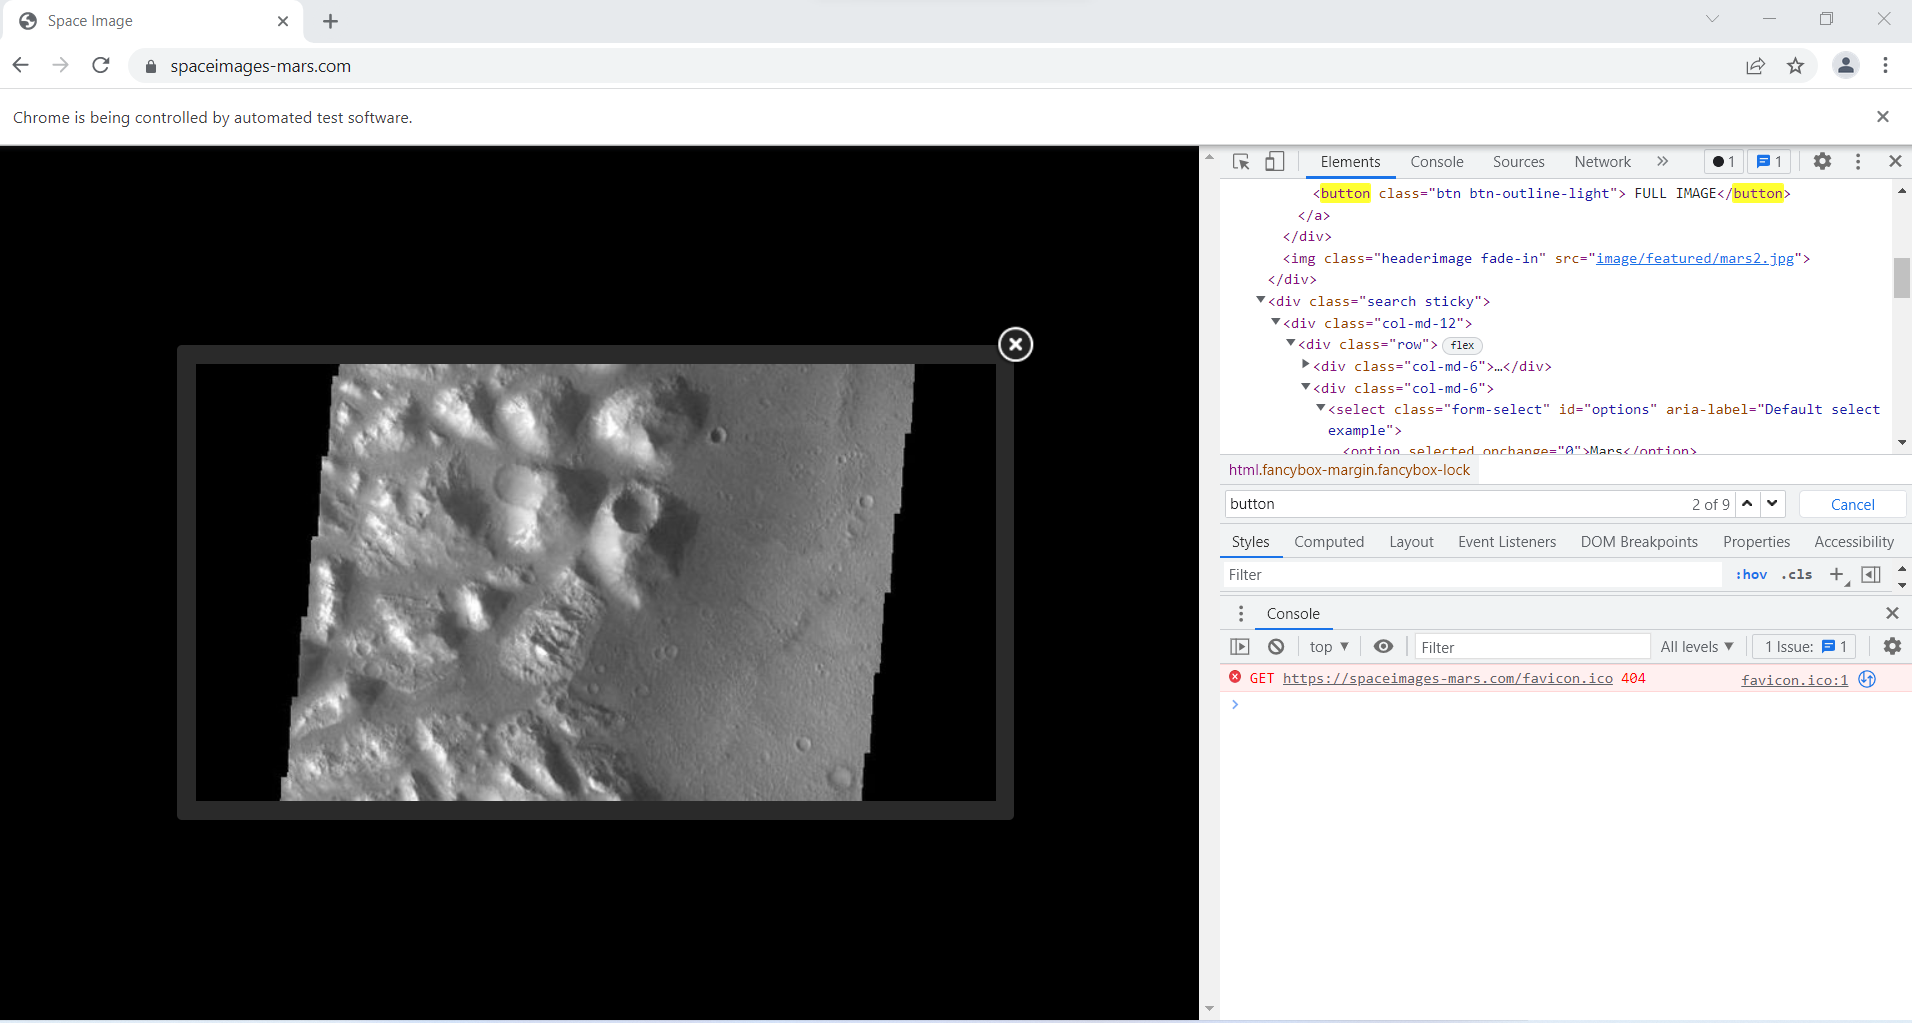 Space Image
spaceimages-mars.com
Chrome is being controlled by automated test software.
Elements Console Sources Network » 1 1
<button class="btn btn-outline-light"> FULL IMAGE</button>
</a>
</div>
<img class="headerimage fade-in" src="image/featured/mars2.jpg">
</div>
<div class="search sticky">
<div class="col-md-12">
<div class="row"> flex
<div class="col-md-6">…</div>
<div class="col-md-6">
<select class="form-select" id="options" aria-label="Default select
example">
<option selected onchange="0">Mars</option>
html.fancybox-margin.fancybox-lock
button 2 of 9 Cancel
Styles Computed Layout Event Listeners DOM Breakpoints Properties Accessibility
Filter :hov .cls
Console
top Filter All levels 1 Issue: 1
GET https://spaceimages-mars.com/favicon.ico 404 favicon.ico:1